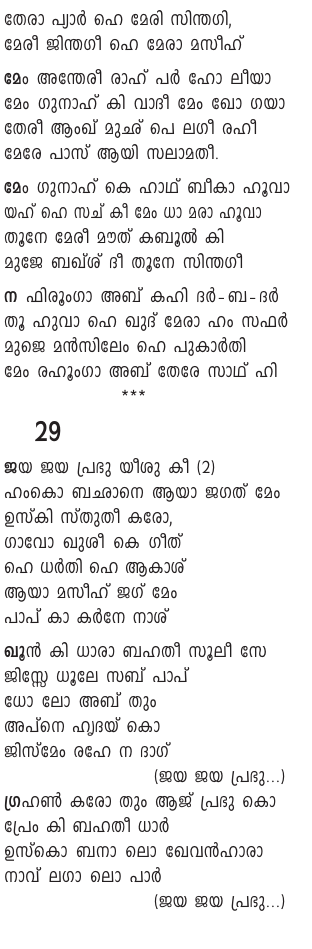 തേരാ പ്യാർ ഹെ മേരി സിന്തഗി,
മേരീ ജിന്തഗീ ഹെ മേരാ മസീഹ്
മേം അന്തേരീ രാഹ് പർ ഹോ ലീയാ
മേം ഗുനാഹ് കി വാദീ മേം ഖോ ഗയാ
തേരീ ആംഖ് മുഛ് പെ ലഗീ രഹീ
മേരേ പാസ് ആയി സലാമതീ.
മേം ഗുനാഹ് കെ ഹാഥ് ബീകാ ഹൂവാ
യഹ് ഹെ സച് കീ മേം ധാ മരാ ഹൂവാ
തൂനേ മേരീ മൗത് കബൂൽ കി
മുജേ ബഖ്ശ് ദീ തൂനേ സിന്തഗീ
ന ഫിരൂംഗാ അബ് കഹി ദർ-ബ-ദർ
തൂ ഹുവാ ഹെ ഖുദ് മേരാ ഹം സഫർ
മുജെ മൻസിലേം ഹെ പുകാർതി
മേം രഹൂംഗാ അബ് തേരേ സാഥ് ഹി
***
29
ജയ ജയ പ്രഭു യീശു കീ (2)
ഹംകൊ ബഛാനെ ആയാ ജഗത് മേം
ഉസ്കി സ്തുതീ കരോ,
ഗാവോ ഖുശീ കെ ഗീത്
ഹെ ധർതി ഹെ ആകാശ്
ആയാ മസീഹ് ജഗ് മേം
പാപ് കാ കർനേ നാശ്
ഖൂൻ കി ധാരാ ബഹതീ സൂലീ സേ
ജിസ്സേ ധൂലേ സബ് പാപ്
ധോ ലോ അബ് തും
അപ്നെ ഹൃദയ് കൊ
ജിസ്മേം രഹേ ന ദാഗ്
(ജയ ജയ പ്രഭു...)
ഗ്രഹൺ കരോ തും ആജ് പ്രഭു കൊ
പ്രേം കി ബഹതീ ധാർ
ഉസ്കൊ ബനാ ലൊ ഖേവൻഹാരാ
നാവ് ലഗാ ലൊ പാർ
(ജയ ജയ പ്രഭു...)